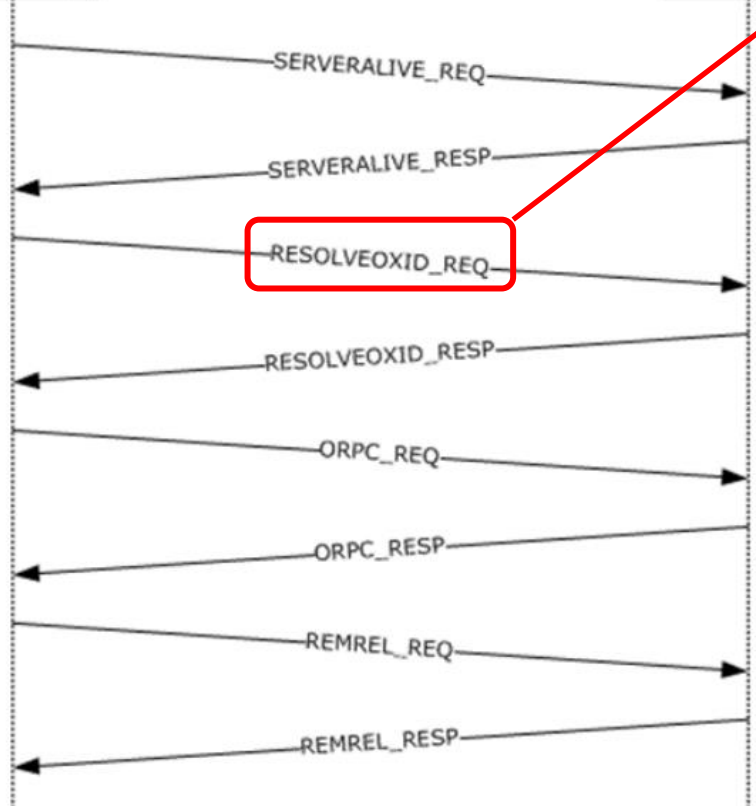 SERVERALIVE_REQ
SERVERALIVE_RESP
RESOLVEOXID_REQ
RESOLVEOXID_RESP
ORPC_REQ
ORPC_RESP
REMREL_REQ
REMREL_RESP